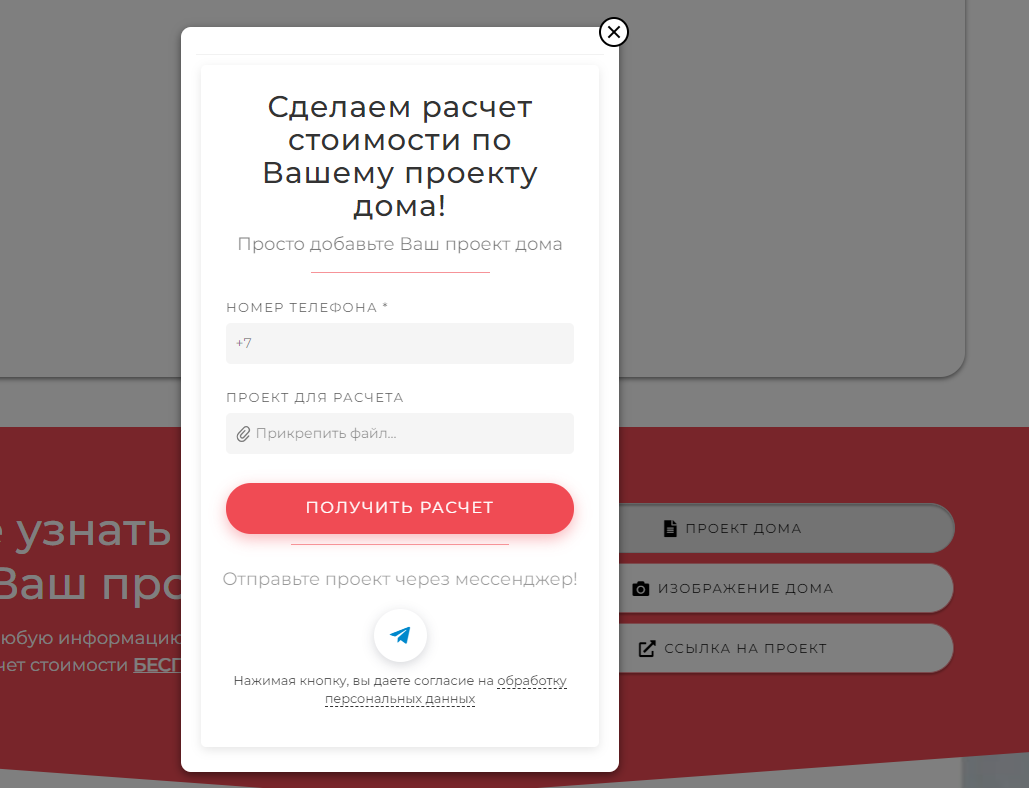 Сделаем расчет
стоимости по
Вашему проекту
дома!
Просто добавьте Ваш проект дома
НОМЕР ТЕЛЕФОНА *
+7
ПРОЕКТ ДЛЯ РАСЧЕТА
Прикрепить файл...
ПОЛУЧИТЬ РАСЧЕТ
Отправьте проект через мессенджер!
Нажимая кнопку, вы даете согласие на обработку
персональных данных
е узнать
Ваш про
юбую информацию
чет стоимости БЕСП
ПРОЕКТ ДОМА
ИЗОБРАЖЕНИЕ ДОМА
ССЫЛКА НА ПРОЕКТ